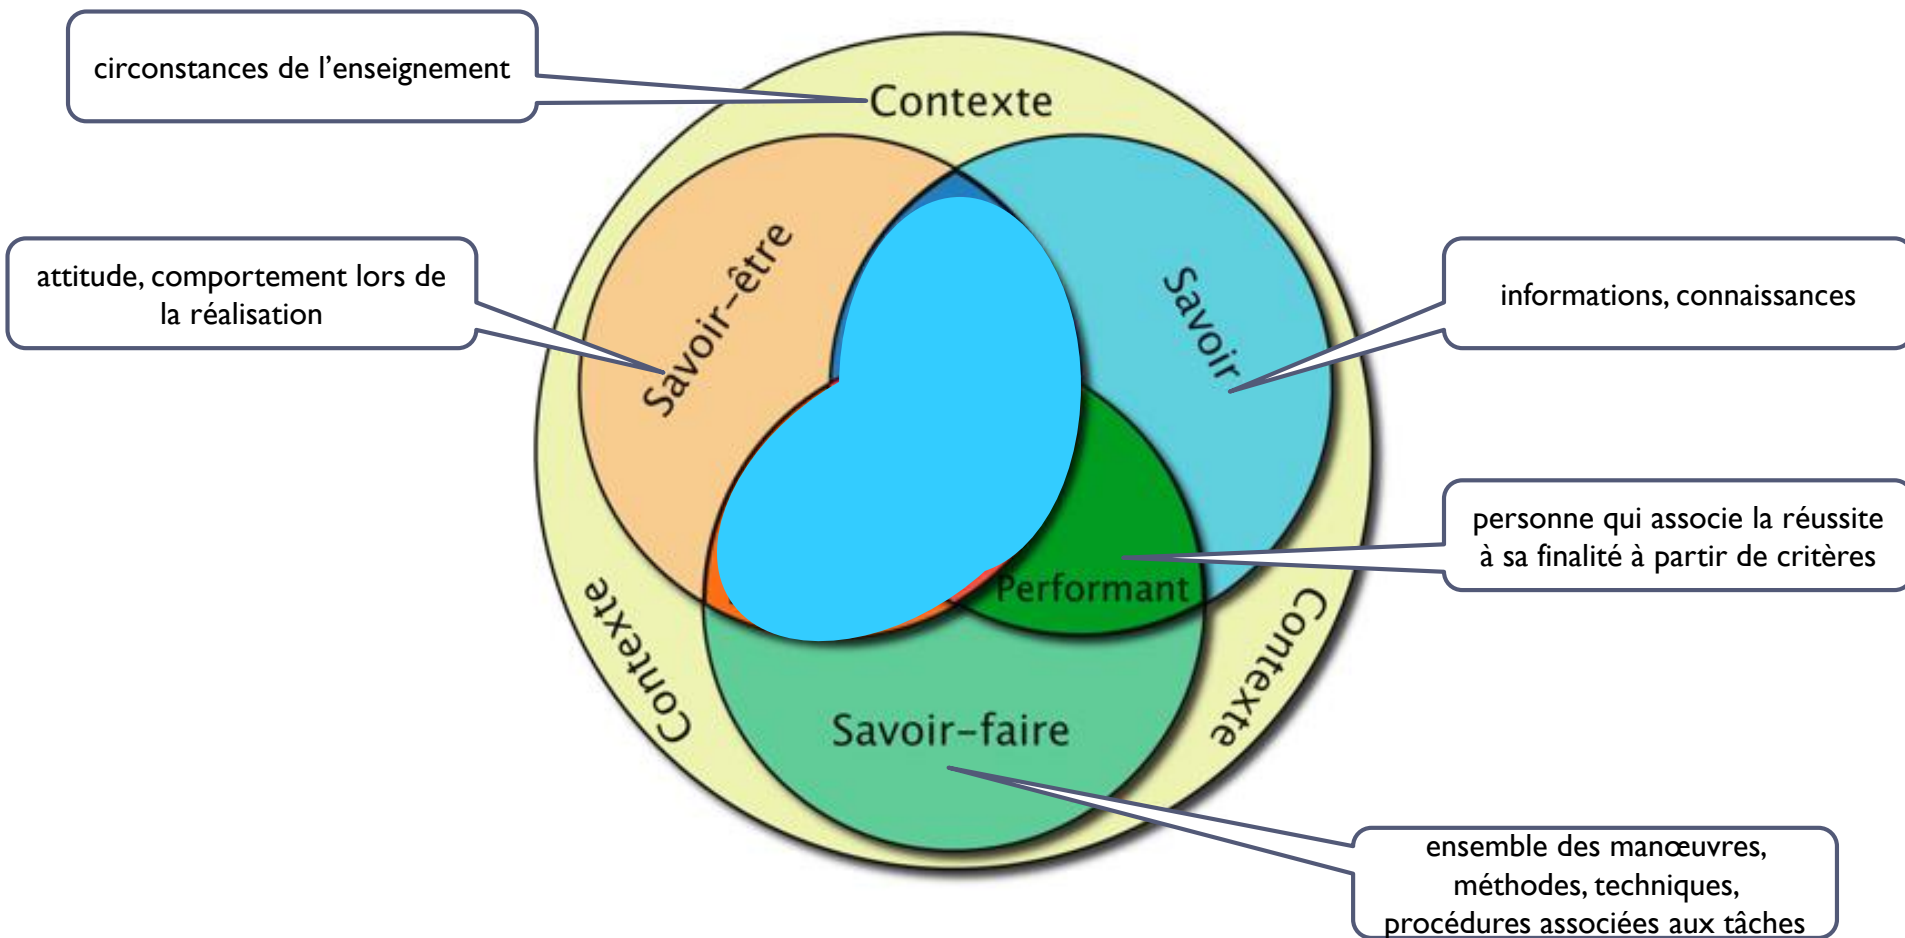 circonstances de l’enseignement
Contexte
attitude, comportement lors de
la réalisation
Savoir-être
Savoir
informations, connaissances
personne qui associe la réussite
à sa finalité à partir de critères
Performant
Contexte
Contexte
Savoir-faire
ensemble des manœuvres,
méthodes, techniques,
procédures associées aux tâches